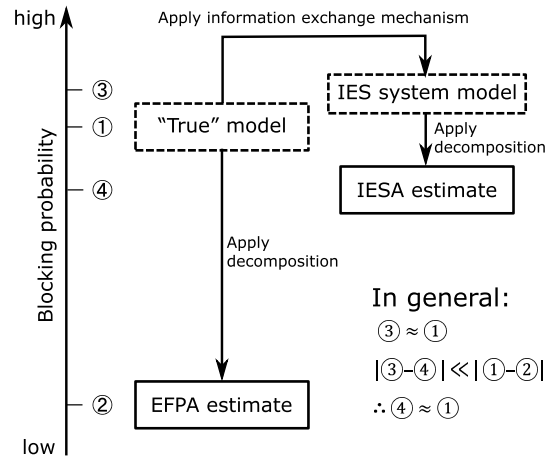 high
Apply information exchange mechanism
③
IES system model
①
“True” model
Apply
decomposition
④
IESA estimate
Blocking probability
Apply
decomposition
In general:
③ ≈ ①
|③–④| ≪ |①–②|
∴ ④ ≈ ①
②
EFPA estimate
low